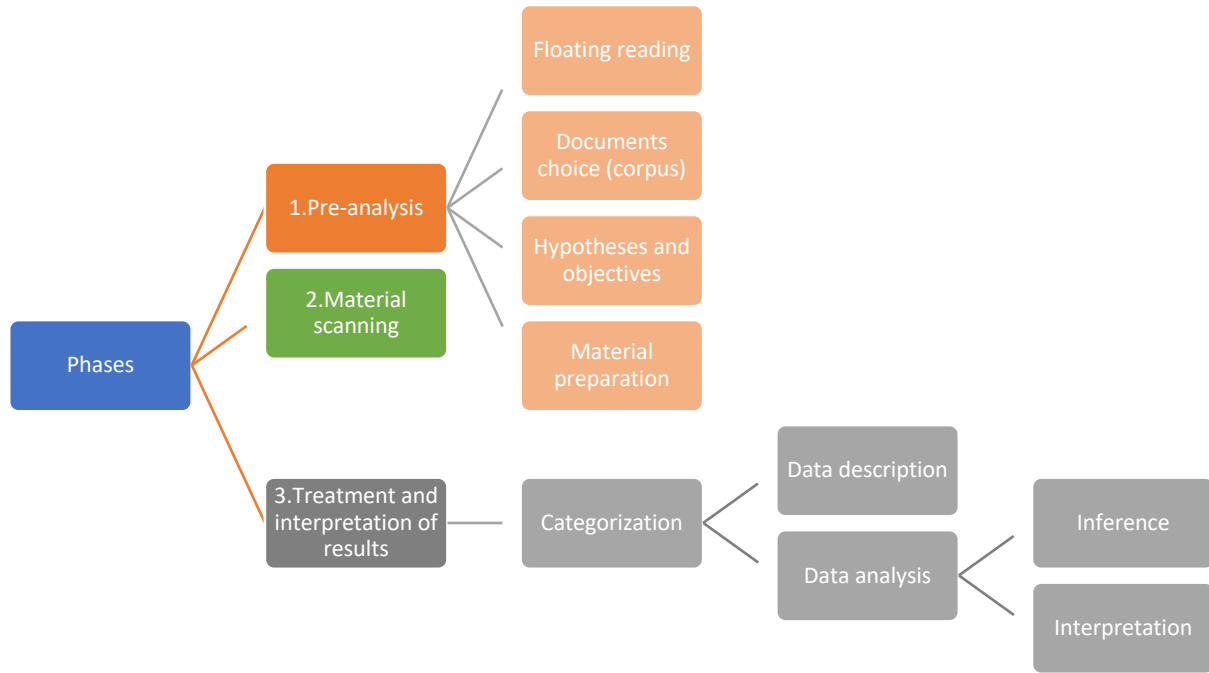 Phases
1.Pre-analysis
Floating reading
Documents
choice (corpus)
Hypotheses and
objectives
Material
preparation
2.Material
scanning
3.Treatment and
interpretation of
results
Categorization
Data description
Data analysis
Inference
Interpretation